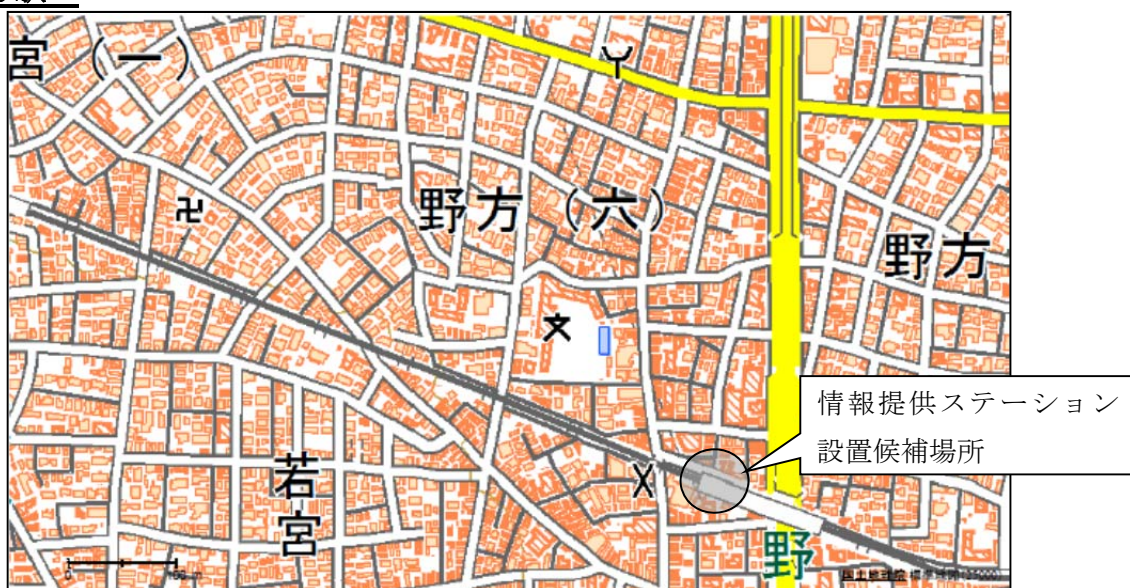 宮（一）
野方（六）
野方
情報提供ステーション
設置候補場所
若宮
野